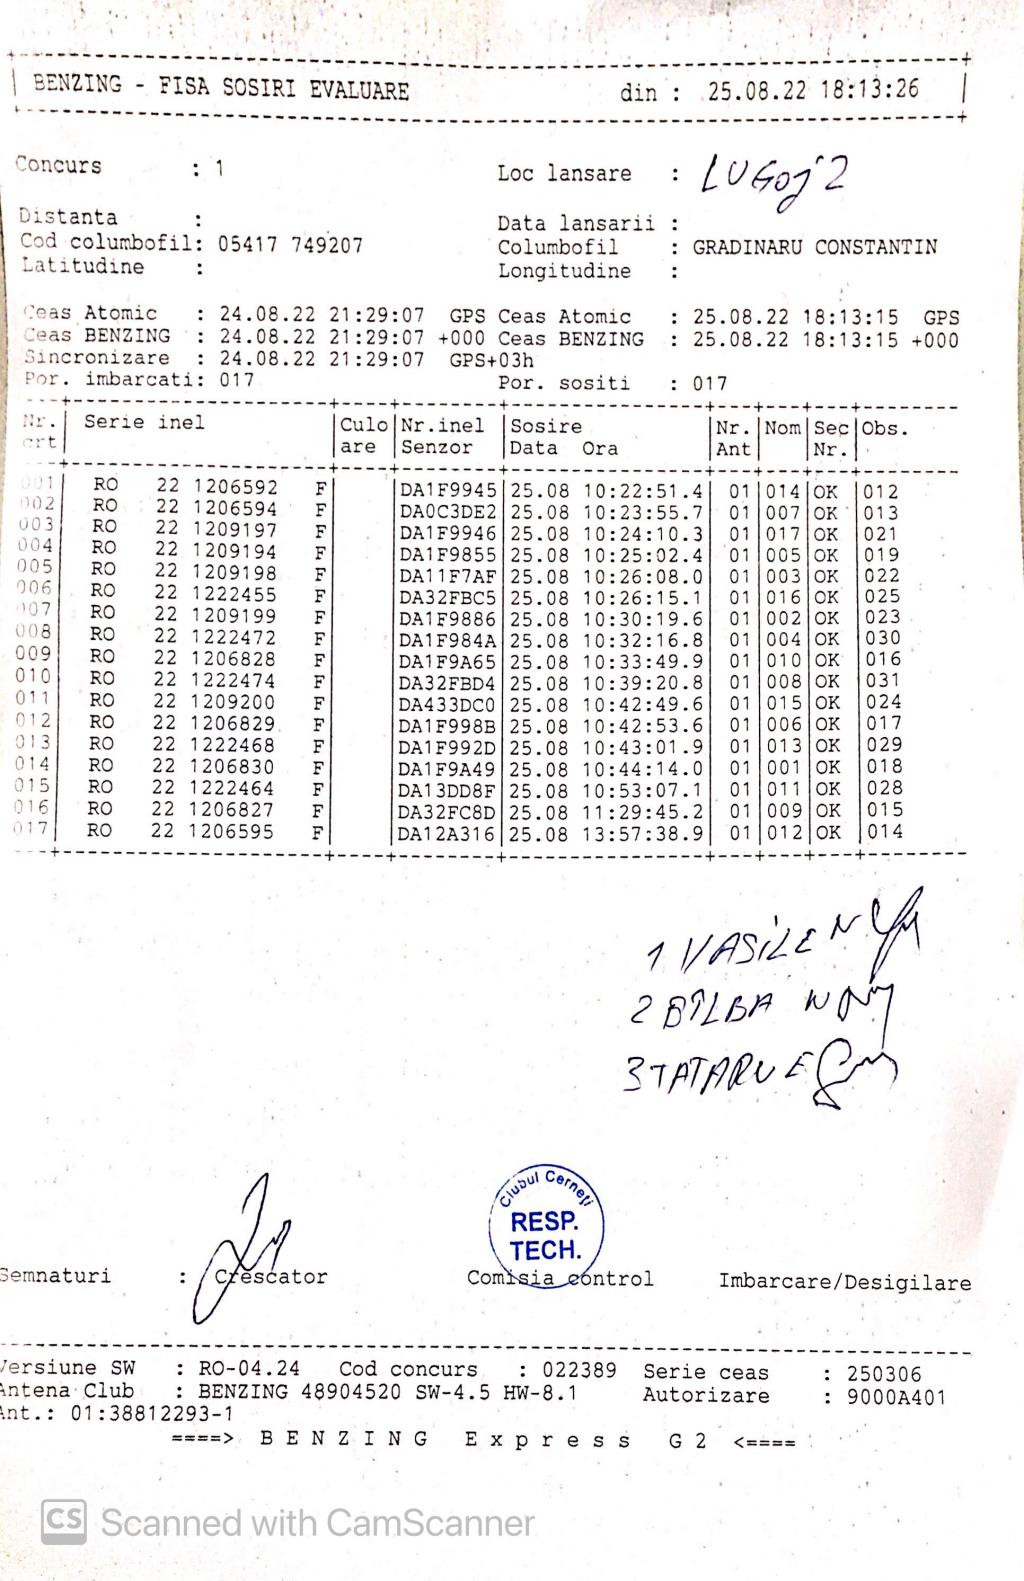 BENZING - FISA SOSIRI EVALUARE din : 25.08.22 18:13:26
Concurs : 1 Loc lansare : LUGOJ 2
Distanta : Data lansarii :
Cod columbofil: 05417 749207 Columbofil : GRADINARU CONSTANTIN
Latitudine : Longitudine :
Ceas Atomic : 24.08.22 21:29:07 GPS Ceas Atomic : 25.08.22 18:13:15 GPS
Ceas BENZING : 24.08.22 21:29:07 +000 Ceas BENZING : 25.08.22 18:13:15 +000
Sincronizare : 24.08.22 21:29:07 GPS+03h
Por. imbarcati: 017 Por. sositi : 017
Nr. Serie inel Culo Nr.inel Sosire Nr. Nom Sec Obs.
crt are Senzor Data Ora Ant Nr.
001 RO 22 1206592 F DA1F9945 25.08 10:22:51.4 01 014 OK 012
002 RO 22 1206594 F DA0C3DE2 25.08 10:23:55.7 01 007 OK 013
003 RO 22 1209197 F DA1F9946 25.08 10:24:10.3 01 017 OK 021
004 RO 22 1209194 F DA1F9855 25.08 10:25:02.4 01 005 OK 019
005 RO 22 1209198 F DA11F7AF 25.08 10:26:08.0 01 003 OK 022
006 RO 22 1222455 F DA32FBC5 25.08 10:26:15.1 01 016 OK 025
007 RO 22 1209199 F DA1F9886 25.08 10:30:19.6 01 002 OK 023
008 RO 22 1222472 F DA1F984A 25.08 10:32:16.8 01 004 OK 030
009 RO 22 1206828 F DA1F9A65 25.08 10:33:49.9 01 010 OK 016
010 RO 22 1222474 F DA32FBD4 25.08 10:39:20.8 01 008 OK 031
011 RO 22 1209200 F DA433DC0 25.08 10:42:49.6 01 015 OK 024
012 RO 22 1206829 F DA1F998B 25.08 10:42:53.6 01 006 OK 017
013 RO 22 1222468 F DA1F992D 25.08 10:43:01.9 01 013 OK 029
014 RO 22 1206830 F DA1F9A49 25.08 10:44:14.0 01 001 OK 018
015 RO 22 1222464 F DA13DD8F 25.08 10:53:07.1 01 011 OK 028
016 RO 22 1206827 F DA32FC8D 25.08 11:29:45.2 01 009 OK 015
017 RO 22 1206595 F DA12A316 25.08 13:57:38.9 01 012 OK 014
1 VASILE N
2 BILBA N
3 TATARU E
Clubul Cerneți
RESP.
TECH.
Semnaturi : Crescator Comisia control Imbarcare/Desigilare
Versiune SW : RO-04.24 Cod concurs : 022389 Serie ceas : 250306
Antena Club : BENZING 48904520 SW-4.5 HW-8.1 Autorizare : 9000A401
Ant.: 01:38812293-1
====> BENZING Express G2 <====
CS Scanned with CamScanner